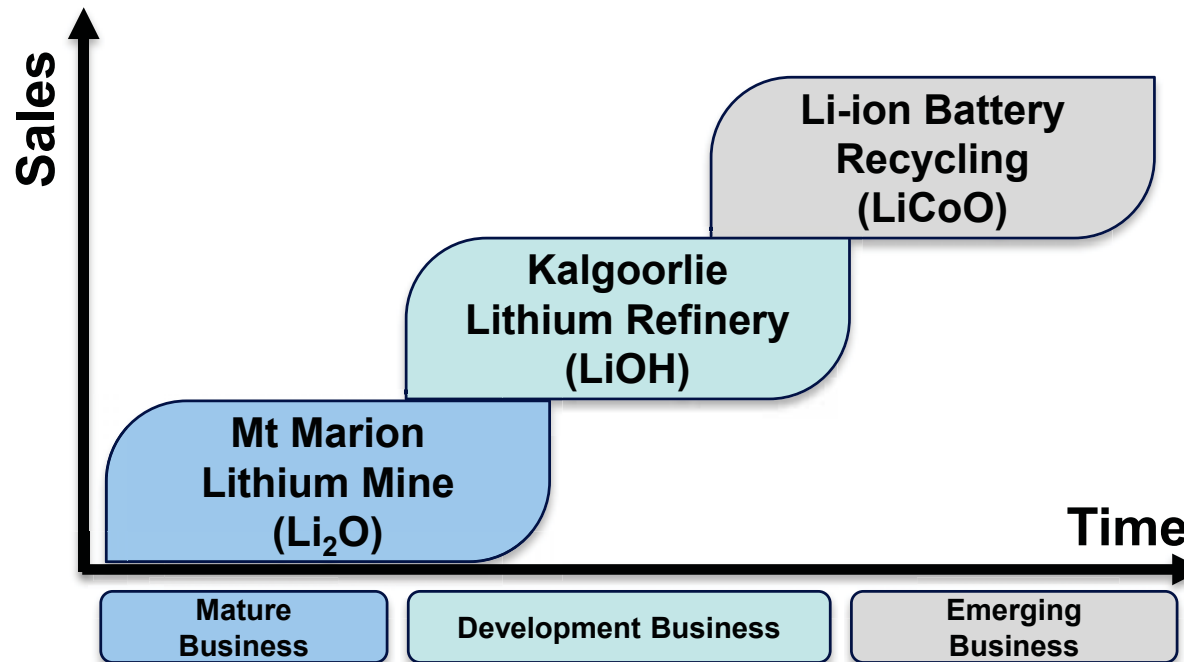 Sales
Li-ion Battery
Recycling
(LiCoO)
Kalgoorlie
Lithium Refinery
(LiOH)
Mt Marion
Lithium Mine
(Li₂O)
Time
Mature
Business
Development Business
Emerging
Business